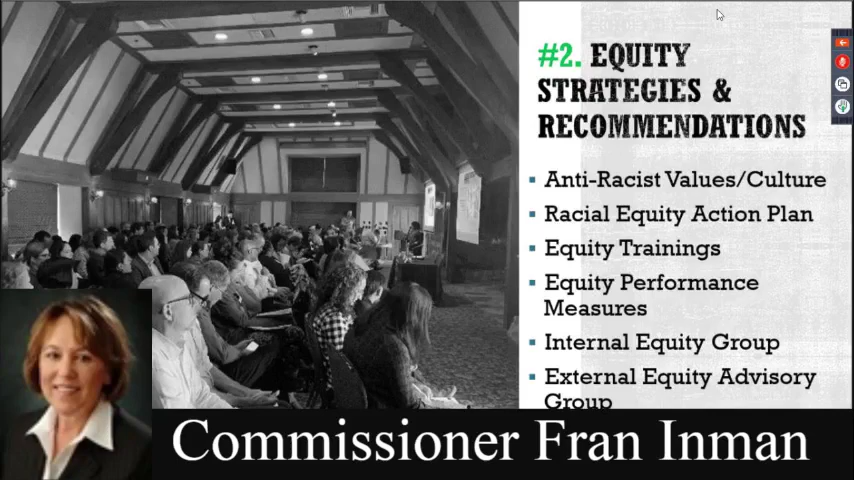 #2. EQUITY
STRATEGIES &
RECOMMENDATIONS
▪ Anti-Racist Values/Culture
▪ Racial Equity Action Plan
▪ Equity Trainings
▪ Equity Performance
Measures
▪ Internal Equity Group
▪ External Equity Advisory
Group
Commissioner Fran Inman